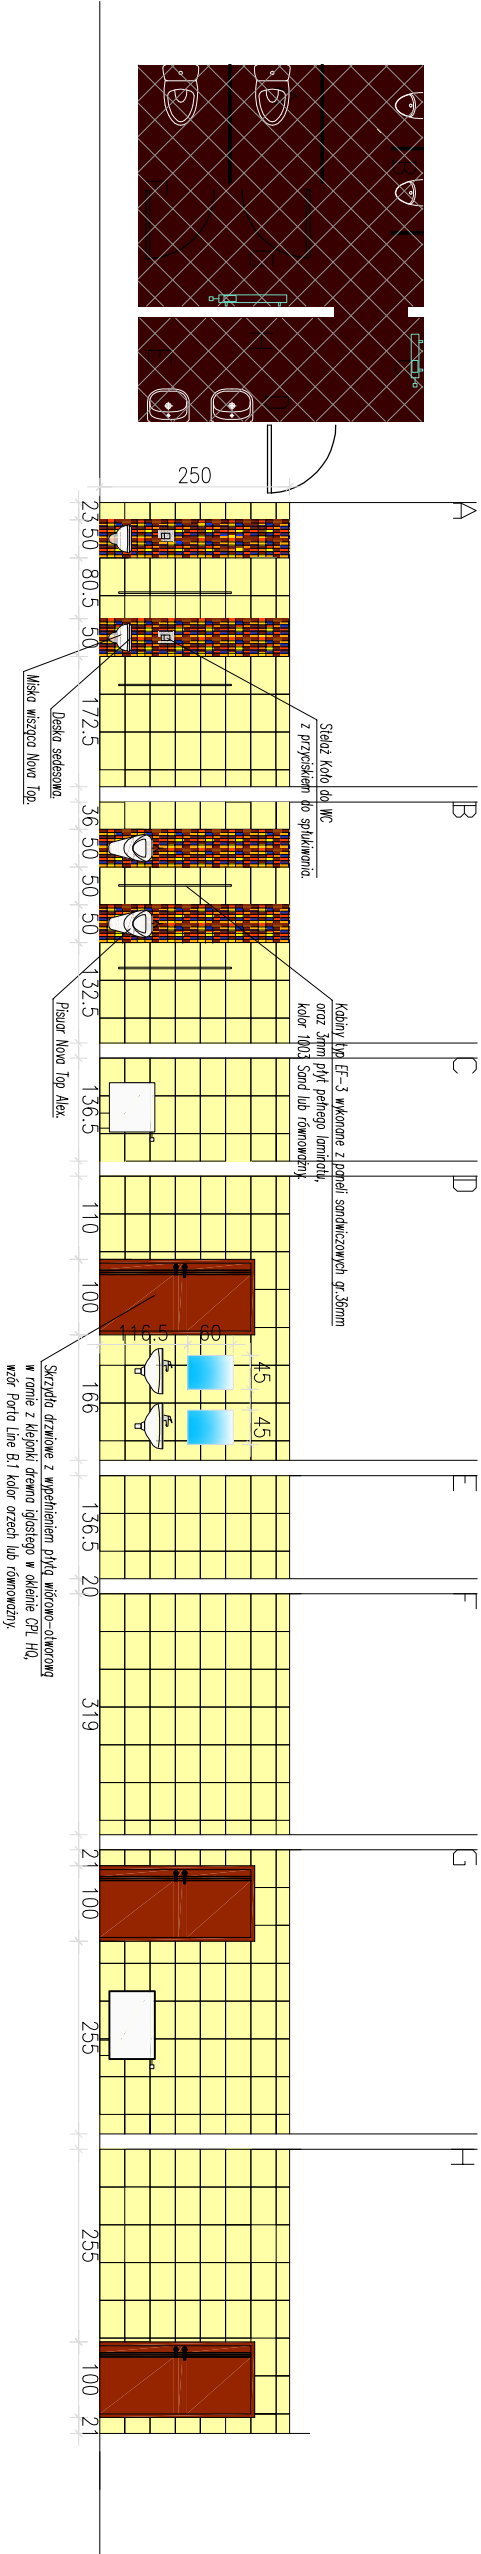 A
B
C
D
E
F
G
H
250
23
50
80.5
50
172.5
36
50
50
50
132.5
136.5
110
100
166
116.5
60
45
45
136.5
20
319
21
100
255
255
100
21
Stelaż Koło do WC
z przyciskiem do spłukiwania.
Deska sedesowa.
Miska wisząca Nova Top.
Kabiny typ EF-3 wykonane z paneli sandwiczowych gr.36mm
oraz 3mm płyt pełnego laminatu,
kolor 1003 Sand lub równoważny.
Pisuar Nova Top Alex.
Skrzydła drzwiowe z wypełnieniem płytą wiórowo-otworową
w ramie z klejonki drewna iglastego w okleinie CPL HQ,
wzór Porta Line B.1 kolor orzech lub równoważny.